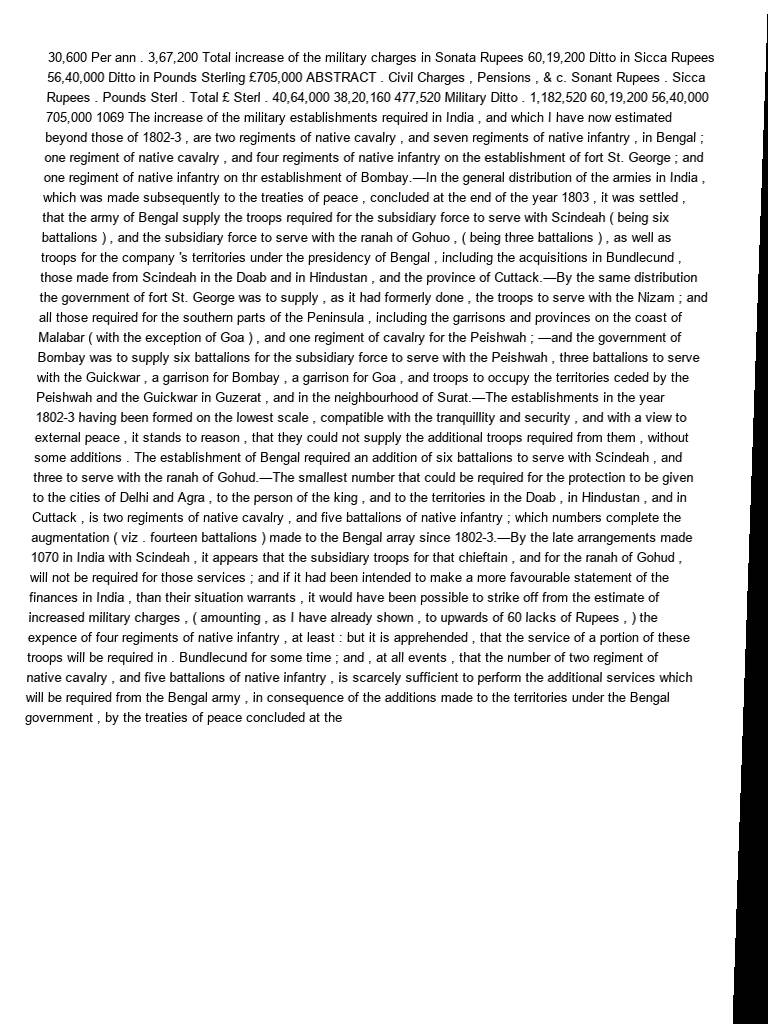 30,600 Per ann . 3,67,200 Total increase of the military charges in Sonata Rupees 60,19,200 Ditto in Sicca Rupees
56,40,000 Ditto in Pounds Sterling £705,000 ABSTRACT . Civil Charges , Pensions , & c. Sonant Rupees . Sicca
Rupees . Pounds Sterl . Total £ Sterl . 40,64,000 38,20,160 477,520 Military Ditto . 1,182,520 60,19,200 56,40,000
705,000 1069 The increase of the military establishments required in India , and which I have now estimated
beyond those of 1802-3 , are two regiments of native cavalry , and seven regiments of native infantry , in Bengal ;
one regiment of native cavalry , and four regiments of native infantry on the establishment of fort St. George ; and
one regiment of native infantry on thr establishment of Bombay.—In the general distribution of the armies in India ,
which was made subsequently to the treaties of peace , concluded at the end of the year 1803 , it was settled ,
that the army of Bengal supply the troops required for the subsidiary force to serve with Scindeah ( being six
battalions ) , and the subsidiary force to serve with the ranah of Gohuo , ( being three battalions ) , as well as
troops for the company 's territories under the presidency of Bengal , including the acquisitions in Bundlecund ,
those made from Scindeah in the Doab and in Hindustan , and the province of Cuttack.—By the same distribution
the government of fort St. George was to supply , as it had formerly done , the troops to serve with the Nizam ; and
all those required for the southern parts of the Peninsula , including the garrisons and provinces on the coast of
Malabar ( with the exception of Goa ) , and one regiment of cavalry for the Peishwah ; —and the government of
Bombay was to supply six battalions for the subsidiary force to serve with the Peishwah , three battalions to serve
with the Guickwar , a garrison for Bombay , a garrison for Goa , and troops to occupy the territories ceded by the
Peishwah and the Guickwar in Guzerat , and in the neighbourhood of Surat.—The establishments in the year
1802-3 having been formed on the lowest scale , compatible with the tranquillity and security , and with a view to
external peace , it stands to reason , that they could not supply the additional troops required from them , without
some additions . The establishment of Bengal required an addition of six battalions to serve with Scindeah , and
three to serve with the ranah of Gohud.—The smallest number that could be required for the protection to be given
to the cities of Delhi and Agra , to the person of the king , and to the territories in the Doab , in Hindustan , and in
Cuttack , is two regiments of native cavalry , and five battalions of native infantry ; which numbers complete the
augmentation ( viz . fourteen battalions ) made to the Bengal array since 1802-3.—By the late arrangements made
1070 in India with Scindeah , it appears that the subsidiary troops for that chieftain , and for the ranah of Gohud ,
will not be required for those services ; and if it had been intended to make a more favourable statement of the
finances in India , than their situation warrants , it would have been possible to strike off from the estimate of
increased military charges , ( amounting , as I have already shown , to upwards of 60 lacks of Rupees , ) the
expence of four regiments of native infantry , at least : but it is apprehended , that the service of a portion of these
troops will be required in . Bundlecund for some time ; and , at all events , that the number of two regiment of
native cavalry , and five battalions of native infantry , is scarcely sufficient to perform the additional services which
will be required from the Bengal army , in consequence of the additions made to the territories under the Bengal
government , by the treaties of peace concluded at the